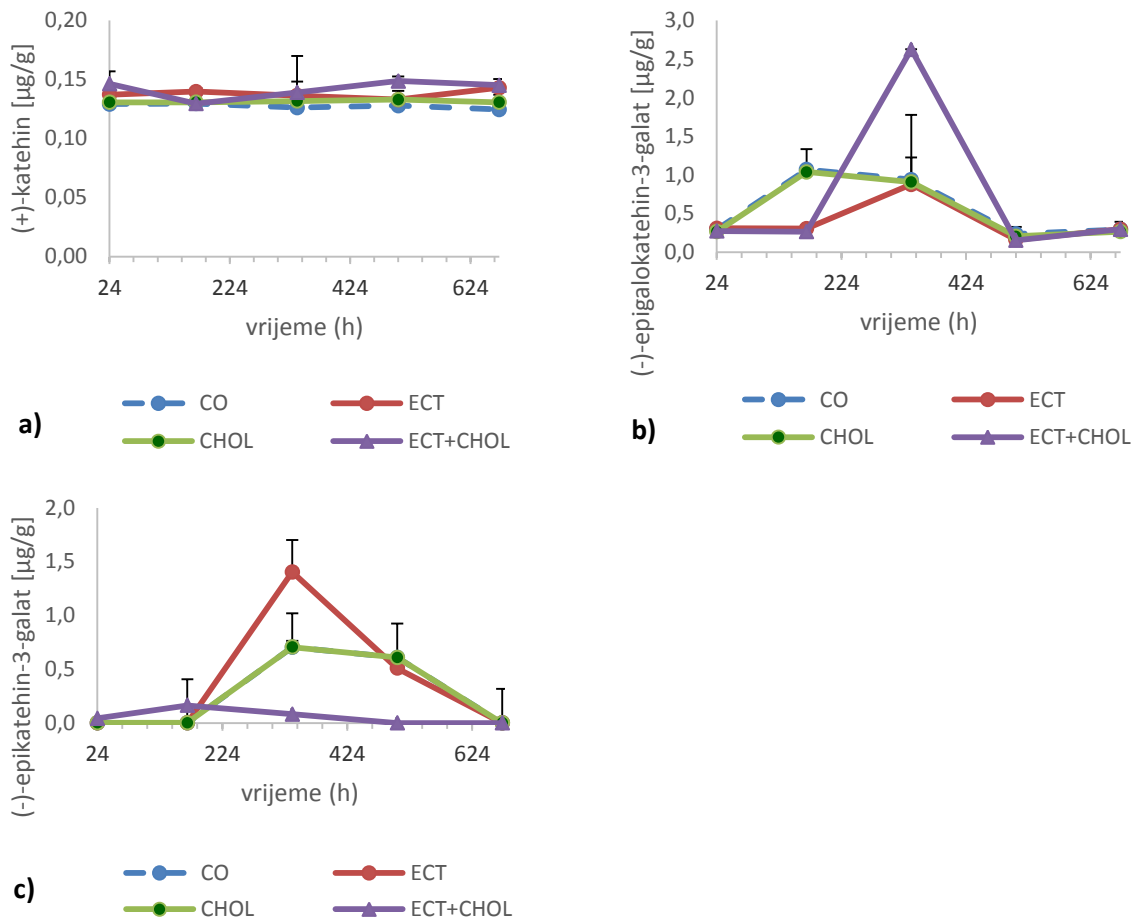 (+)-katehin [µg/g]
0,20
0,15
0,10
0,05
0,00
24 224 424 624
vrijeme (h)
CO ECT
CHOL ECT+CHOL
a)
(-)-epigalokatehin-3-galat [µg/g]
3,0
2,5
2,0
1,5
1,0
0,5
0,0
24 224 424 624
vrijeme (h)
CO ECT
CHOL ECT+CHOL
b)
(-)-epikatehin-3-galat [µg/g]
2,0
1,5
1,0
0,5
0,0
24 224 424 624
vrijeme (h)
CO ECT
CHOL ECT+CHOL
c)